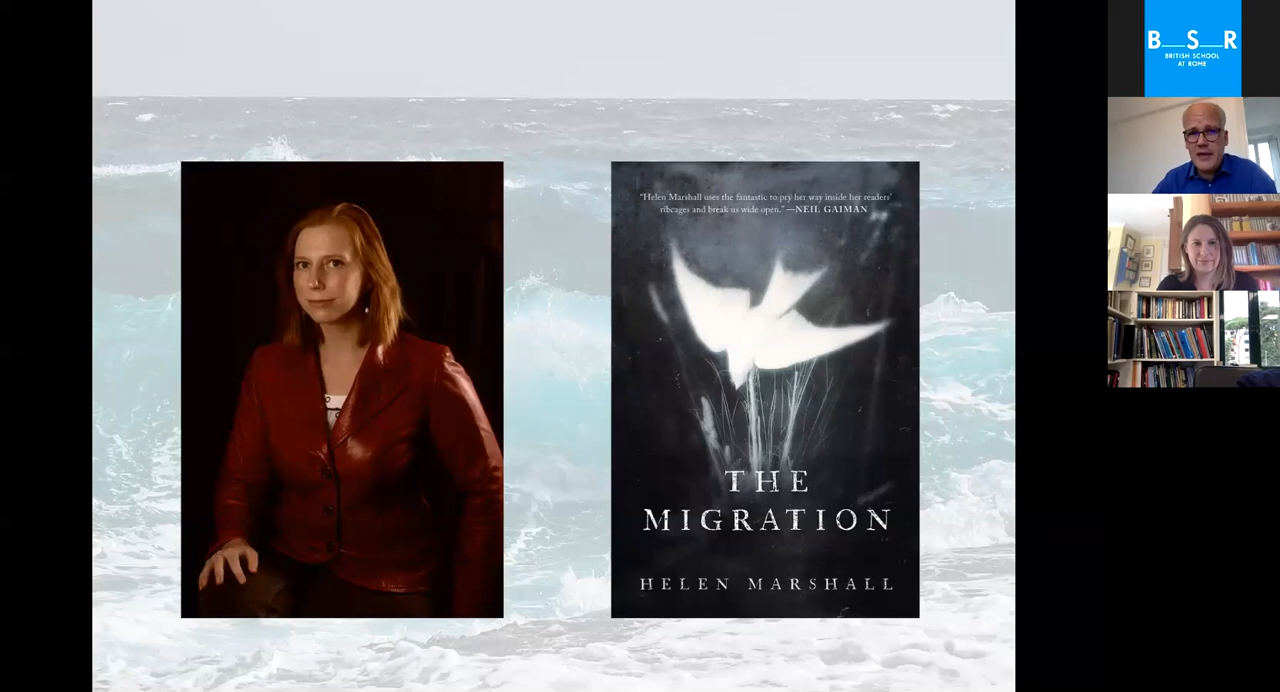 "Helen Marshall uses the fantastic to pry her way inside her readers'
ribcages and break us wide open." —NEIL GAIMAN
THE
MIGRATION
HELEN MARSHALL
B__S__R
BRITISH SCHOOL
AT ROME